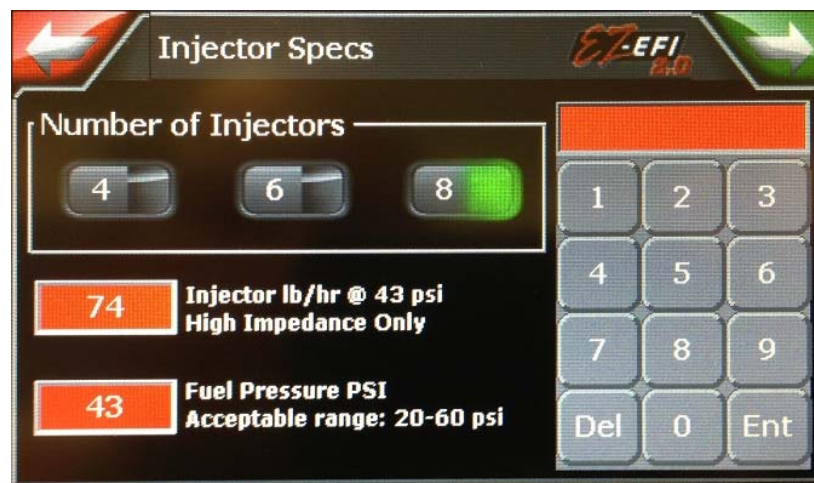 Injector Specs
EZ-EFI
2.0
Number of Injectors
4 6 8
74
Injector lb/hr @ 43 psi
High Impedance Only
43
Fuel Pressure PSI
Acceptable range: 20-60 psi
1 2 3
4 5 6
7 8 9
Del 0 Ent